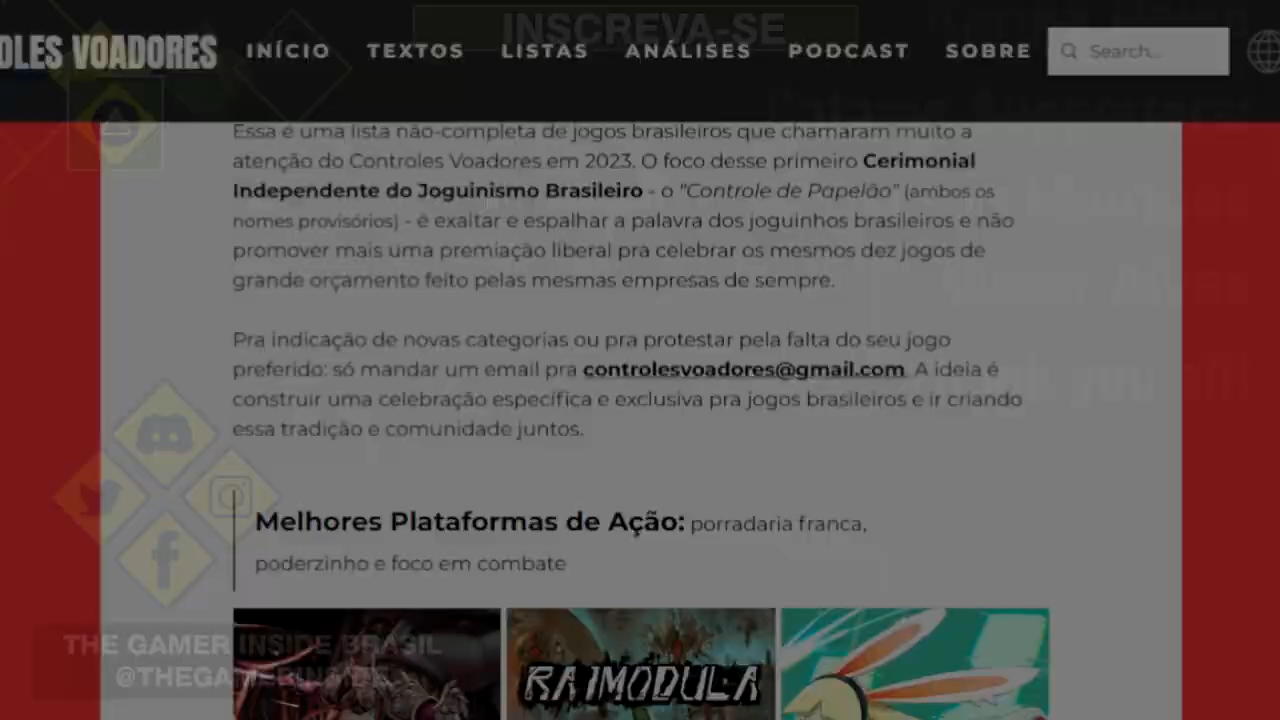 INSCREVA-SE
OLES VOADORES
INÍCIO TEXTOS LISTAS ANÁLISES PODCAST SOBRE Search...
Essa é uma lista não-completa de jogos brasileiros que chamaram muito a
atenção do Controles Voadores em 2023. O foco desse primeiro Cerimonial
Independente do Joguinismo Brasileiro - o "Controle de Papelão" (ambos os
nomes provisórios) - é exaltar e espalhar a palavra dos joguinhos brasileiros e não
promover mais uma premiação liberal pra celebrar os mesmos dez jogos de
grande orçamento feito pelas mesmas empresas de sempre.
Pra indicação de novas categorias ou pra protestar pela falta do seu jogo
preferido: só mandar um email pra controlesvoadores@gmail.com. A ideia é
construir uma celebração específica e exclusiva pra jogos brasileiros e ir criando
essa tradição e comunidade juntos.
Melhores Plataformas de Ação: porradaria franca,
poderzinho e foco em combate
THE GAMER INSIDE BRASIL
RAIMODULA